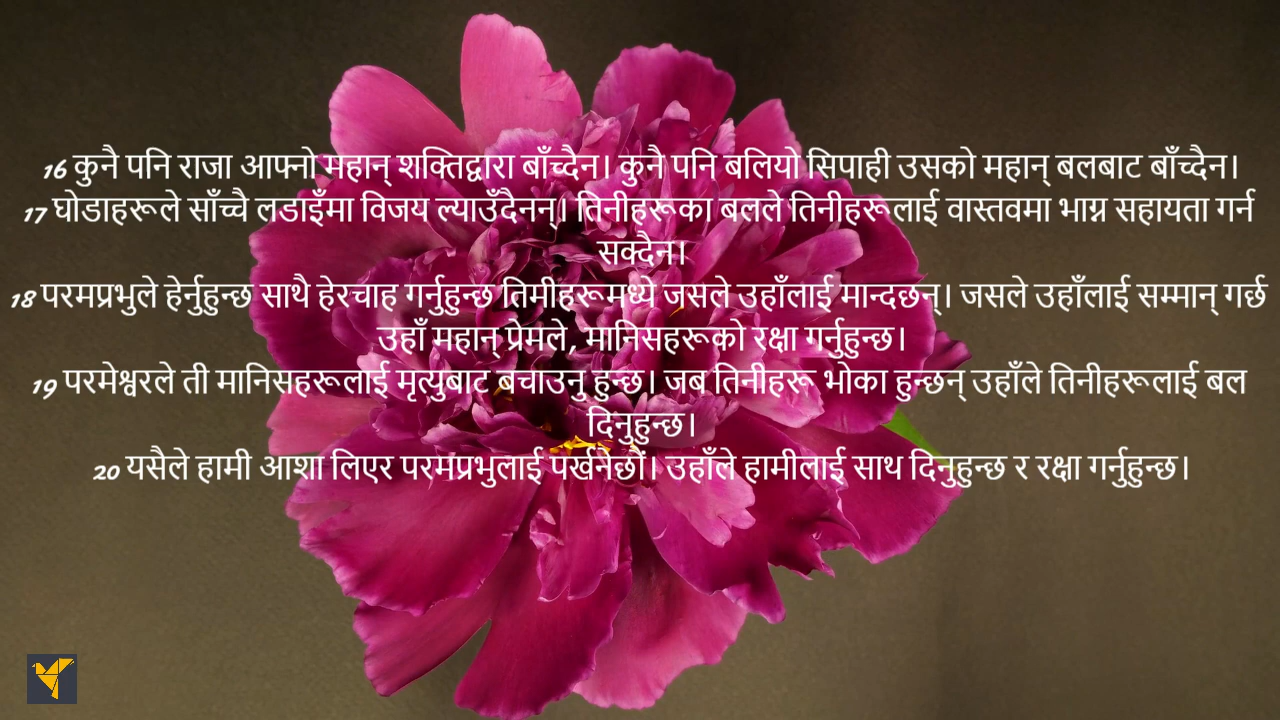 16 कुनै पनि राजा आफ्नो महान् शक्तिद्वारा बाँच्दैन। कुनै पनि बलियो सिपाही उसको महान् बलबाट बाँच्दैन।
17 घोडाहरूले साँच्चै लडाइँमा विजय ल्याउँदैनन्। तिनीहरूका बलले तिनीहरूलाई वास्तवमा भाग्न सहायता गर्न
सक्दैन।
18 परमप्रभुले हेर्नुहुन्छ साथै हेरचाह गर्नुहुन्छ तिमीहरूमध्ये जसले उहाँलाई मान्दछन्। जसले उहाँलाई सम्मान् गर्छ
उहाँ महान् प्रेमले, मानिसहरूको रक्षा गर्नुहुन्छ।
19 परमेश्वरले ती मानिसहरूलाई मृत्युबाट बचाउनु हुन्छ। जब तिनीहरू भोका हुन्छन् उहाँले तिनीहरूलाई बल
दिनुहुन्छ।
20 यसैले हामी आशा लिएर परमप्रभुलाई पर्खनेछौं। उहाँले हामीलाई साथ दिनुहुन्छ र रक्षा गर्नुहुन्छ।